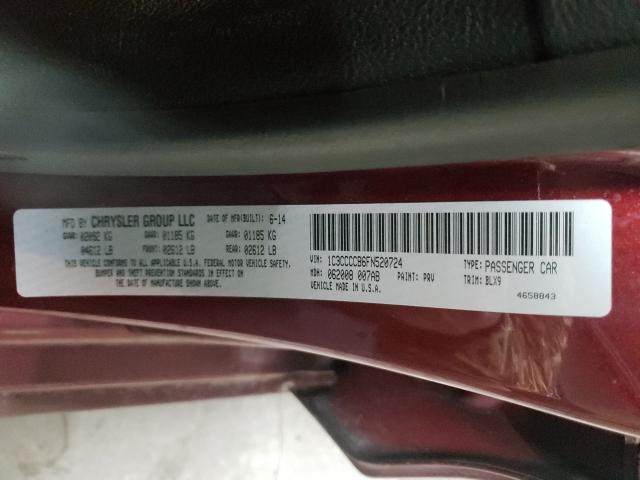 MFD BY CHRYSLER GROUP LLC DATE OF MFR(BUILT): 6-14
GVWR: 02092 KG GAWR: 01185 KG GAWR: 01185 KG
04612 LB FRONT: 02612 LB REAR: 02612 LB
THIS VEHICLE CONFORMS TO ALL APPLICABLE U.S.A. FEDERAL MOTOR VEHICLE SAFETY,
BUMPER AND THEFT PREVENTION STANDARDS IN EFFECT ON
THE DATE OF MANUFACTURE SHOWN ABOVE.
VIN: 1C3CCCCB6FN520724 TYPE: PASSENGER CAR
MDH: 062008 007AB PAINT: PRV TRIM: BLX9
VEHICLE MADE IN U.S.A.
4658843